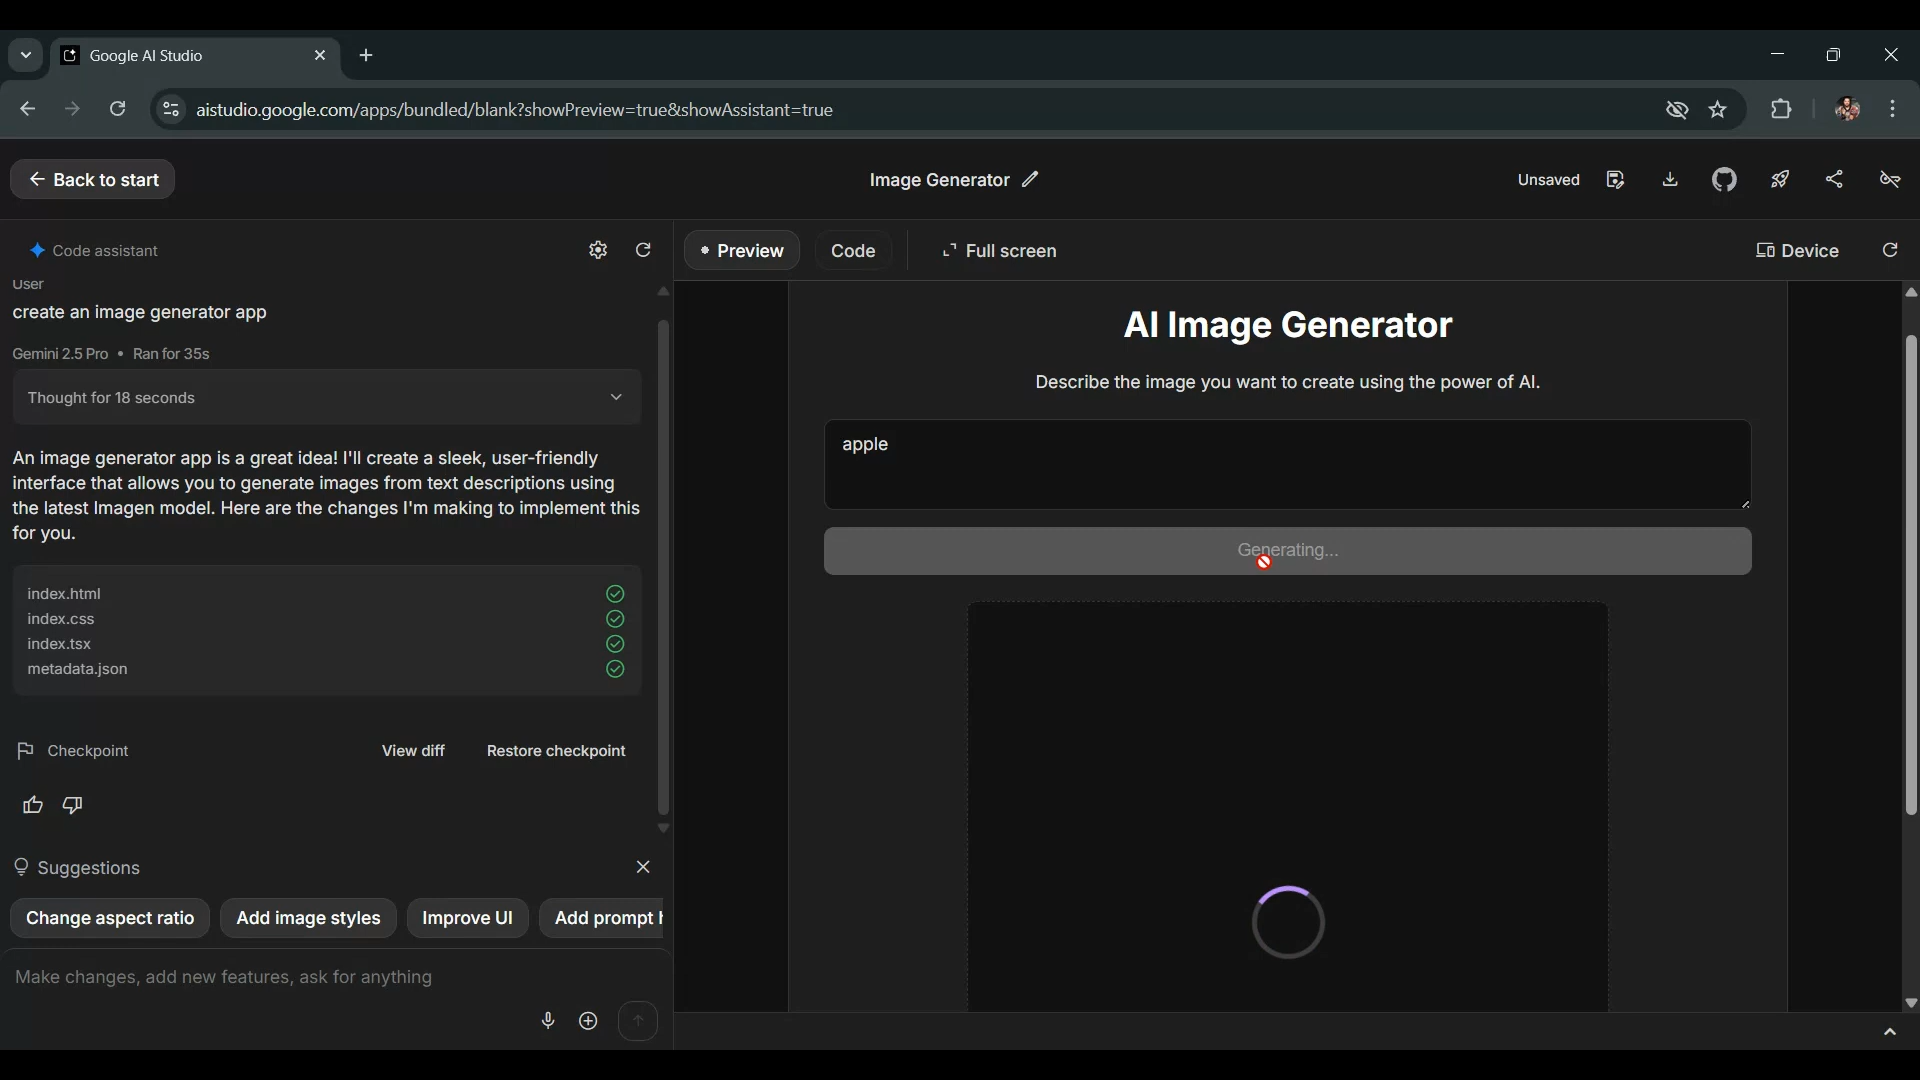 Google AI Studio
aistudio.google.com/apps/bundled/blank?showPreview=true&showAssistant=true
Back to start
Image Generator
Unsaved
Code assistant
Preview
Code
Full screen
Device
User
create an image generator app
Gemini 2.5 Pro • Ran for 35s
Thought for 18 seconds
An image generator app is a great idea! I'll create a sleek, user-friendly
interface that allows you to generate images from text descriptions using
the latest Imagen model. Here are the changes I'm making to implement this
for you.
index.html
index.css
index.tsx
metadata.json
Checkpoint
View diff
Restore checkpoint
Suggestions
Change aspect ratio
Add image styles
Improve UI
Add prompt
Make changes, add new features, ask for anything
AI Image Generator
Describe the image you want to create using the power of AI.
apple
Generating...